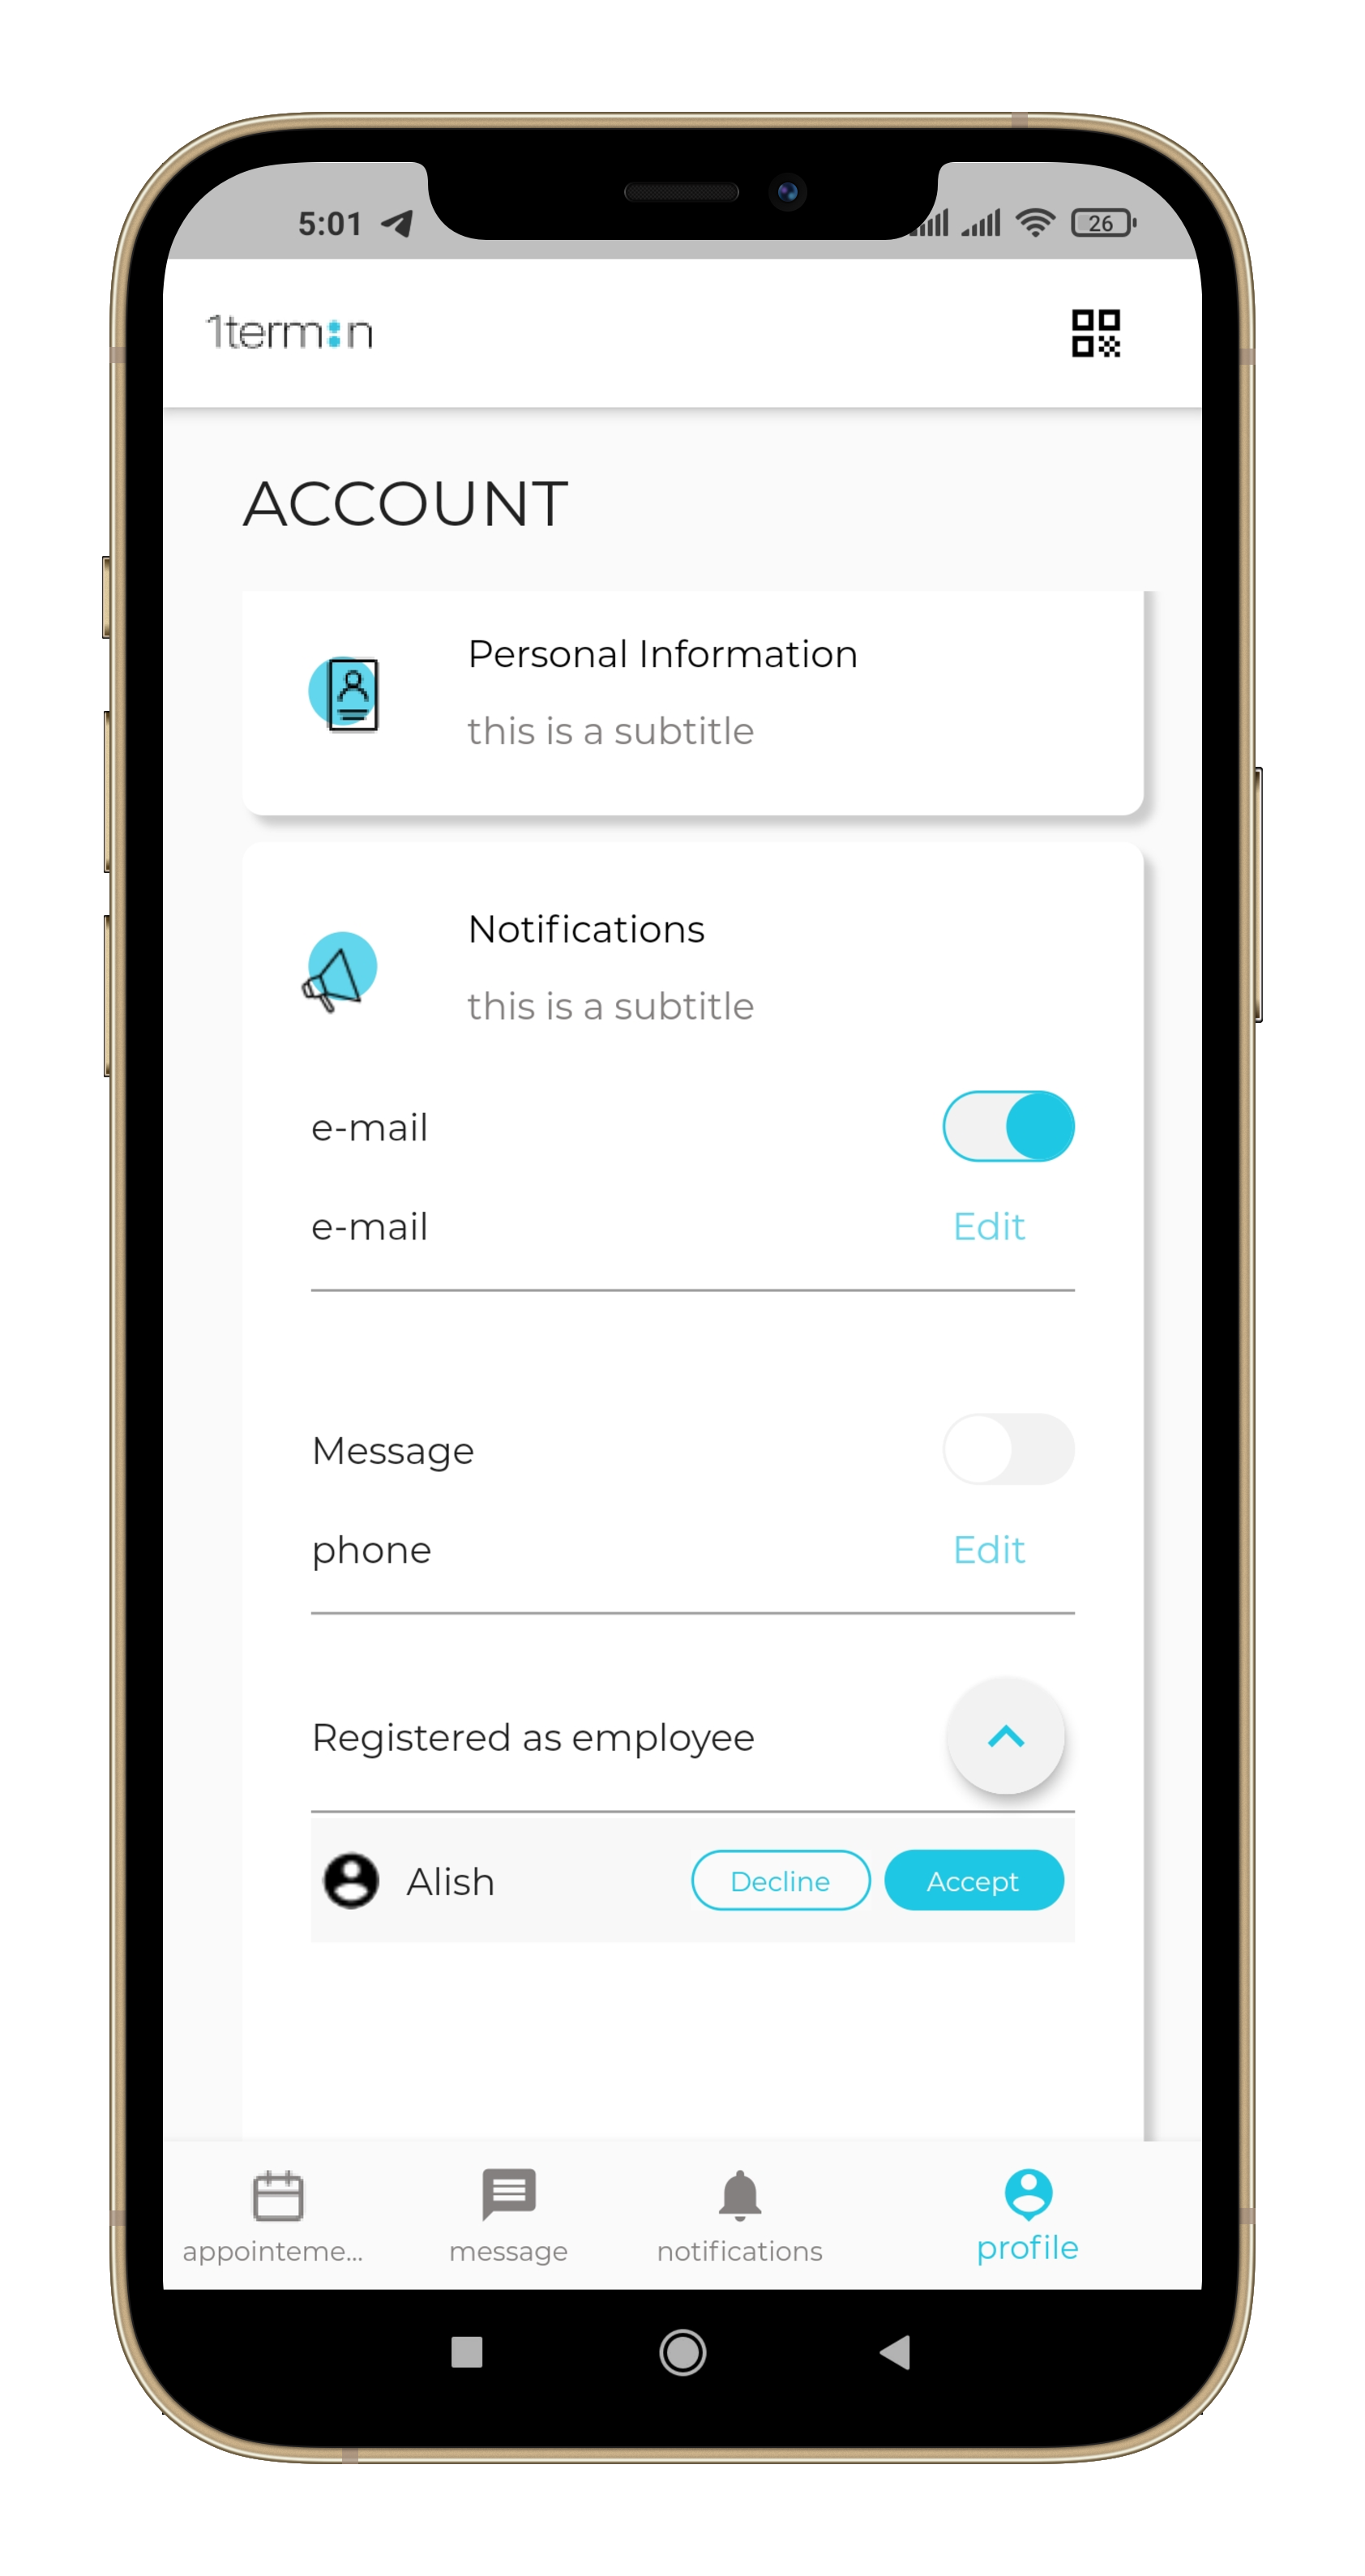 5:01
26
1term:n
ACCOUNT
Personal Information
this is a subtitle
Notifications
this is a subtitle
e-mail
e-mail Edit
Message
phone Edit
Registered as employee
Alish Decline Accept
appointeme... message notifications profile